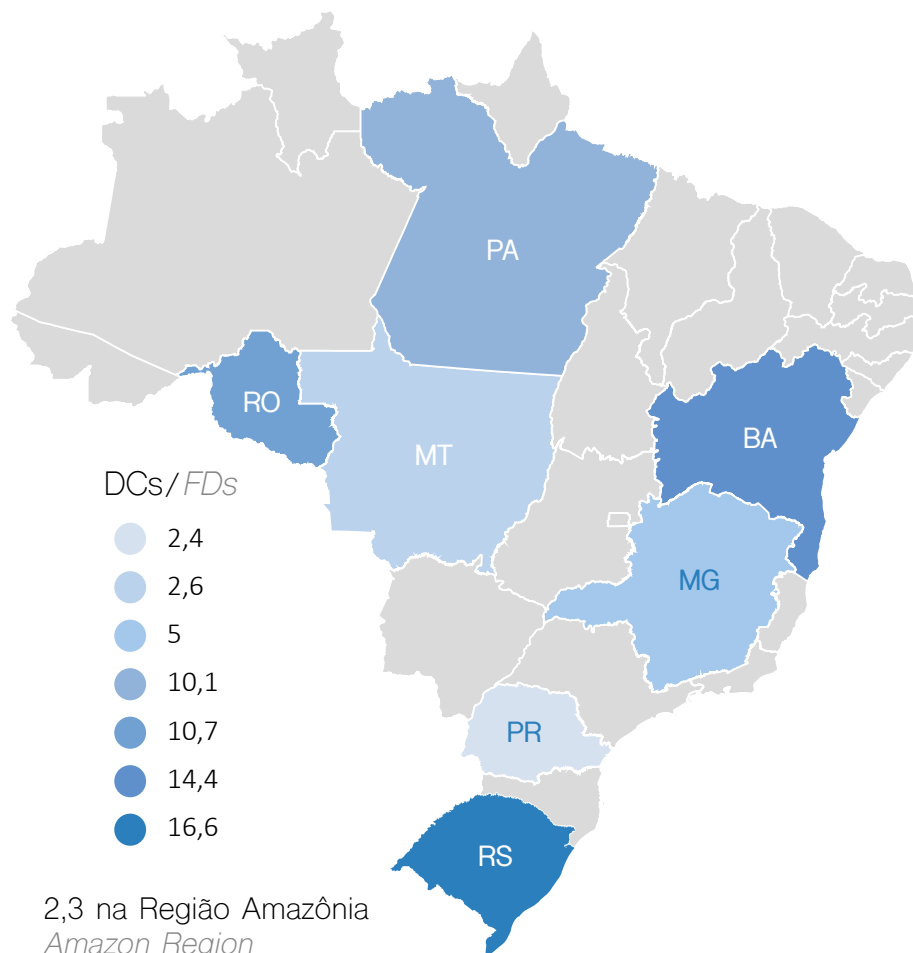 PA
RO
MT
BA
DCs/FDs
2,4
2,6
MG
5
10,1
10,7
PR
14,4
16,6
RS
2,3 na Região Amazônia
Amazon Region